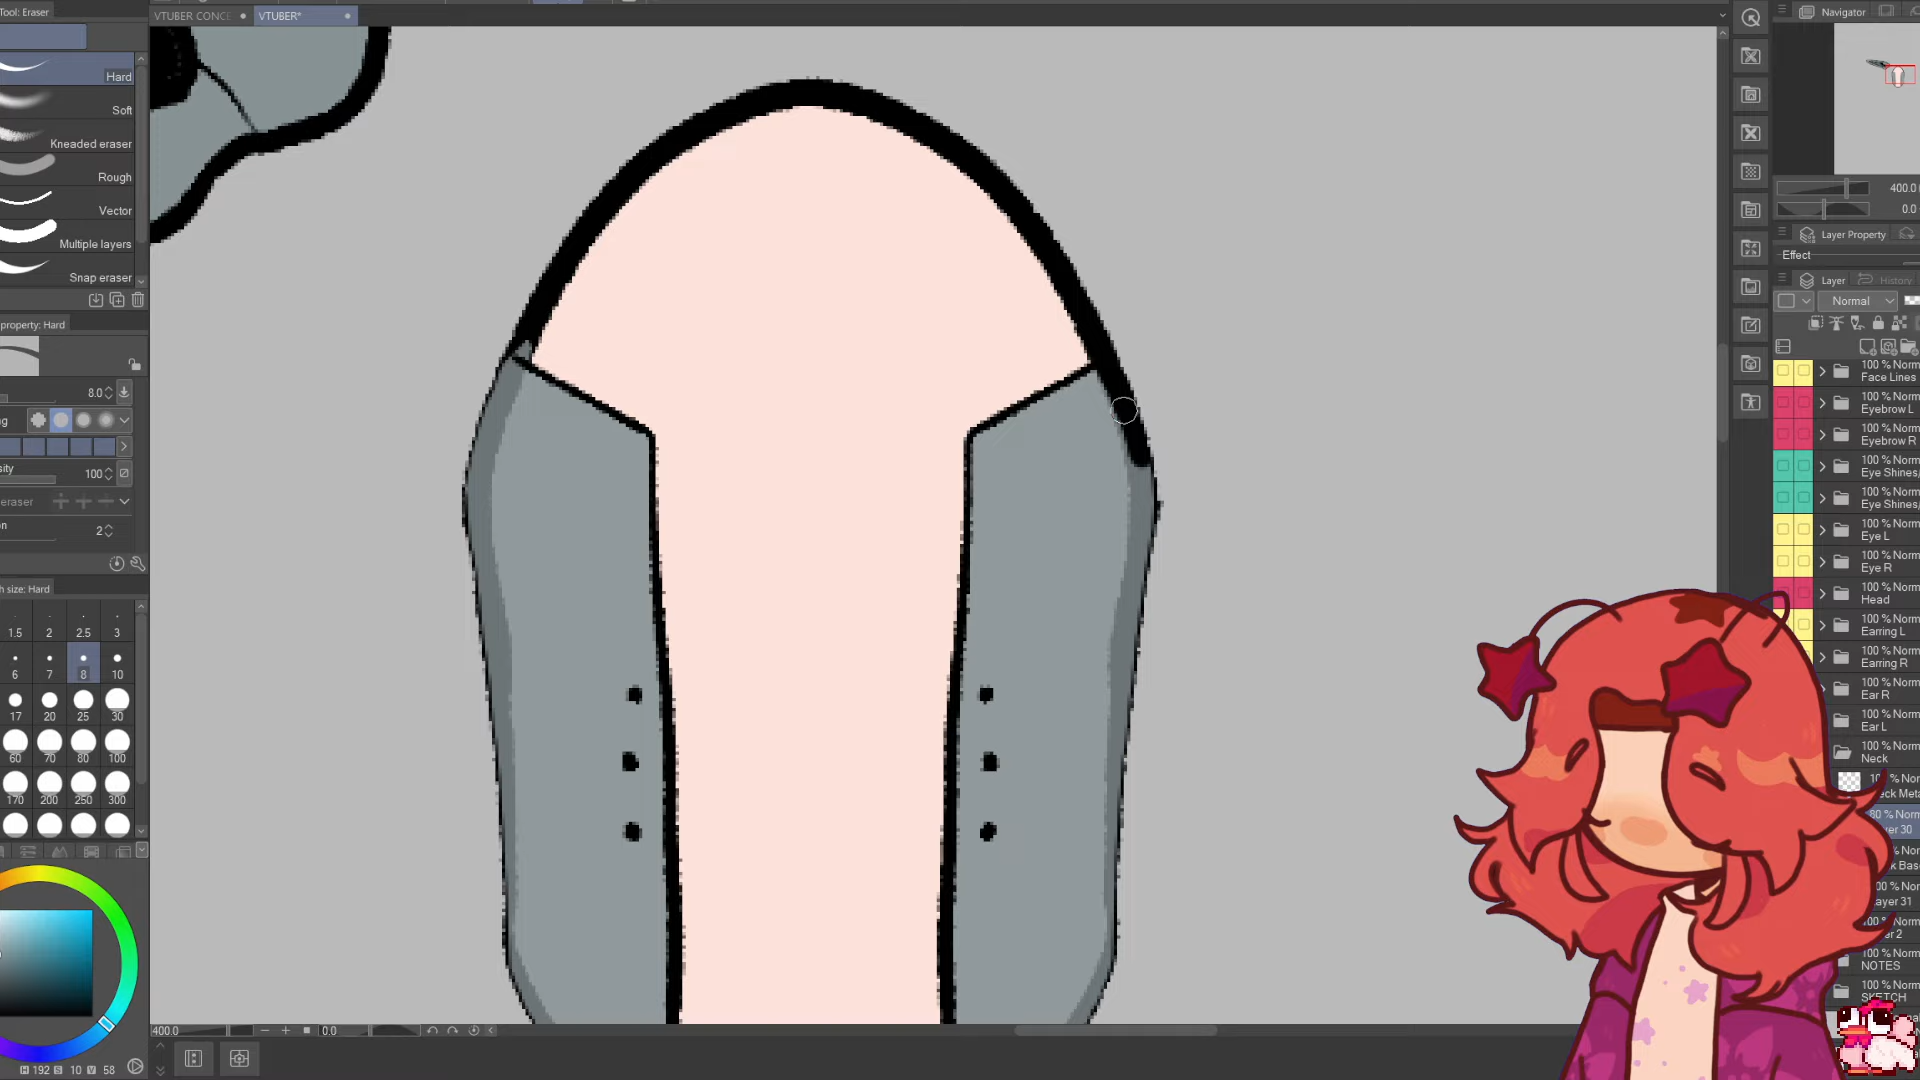 Tool: Eraser
VTUBER CONCE
VTUBER*
Navigator
Hard
Soft
Kneaded eraser
Rough
Vector
Multiple layers
Snap eraser
property: Hard
8.0
100
eraser
2
size: Hard
1.5 2 2.5 3
6 7 8 10
17 20 25 30
60 70 80 100
170 200 250 300
H 192 S 10 V 58
400.0
0.0
400.0
0.0
Layer Property
Effect
Layer
History
Normal
100 % Norm
Face Lines
100 % Norm
Eyebrow L
100 % Norm
Eyebrow R
100 % Norm
Eye Shines/
100 % Norm
Eye Shines/
100 % Norm
Eye L
100 % Norm
Eye R
100 % Norm
Head
100 % Norm
Earring L
100 % Norm
Earring R
100 % Norm
Ear R
100 % Norm
Ear L
100 % Norm
Neck
80 % Norm
100 % Norm
NOTES
100 % Norm
SKETCH